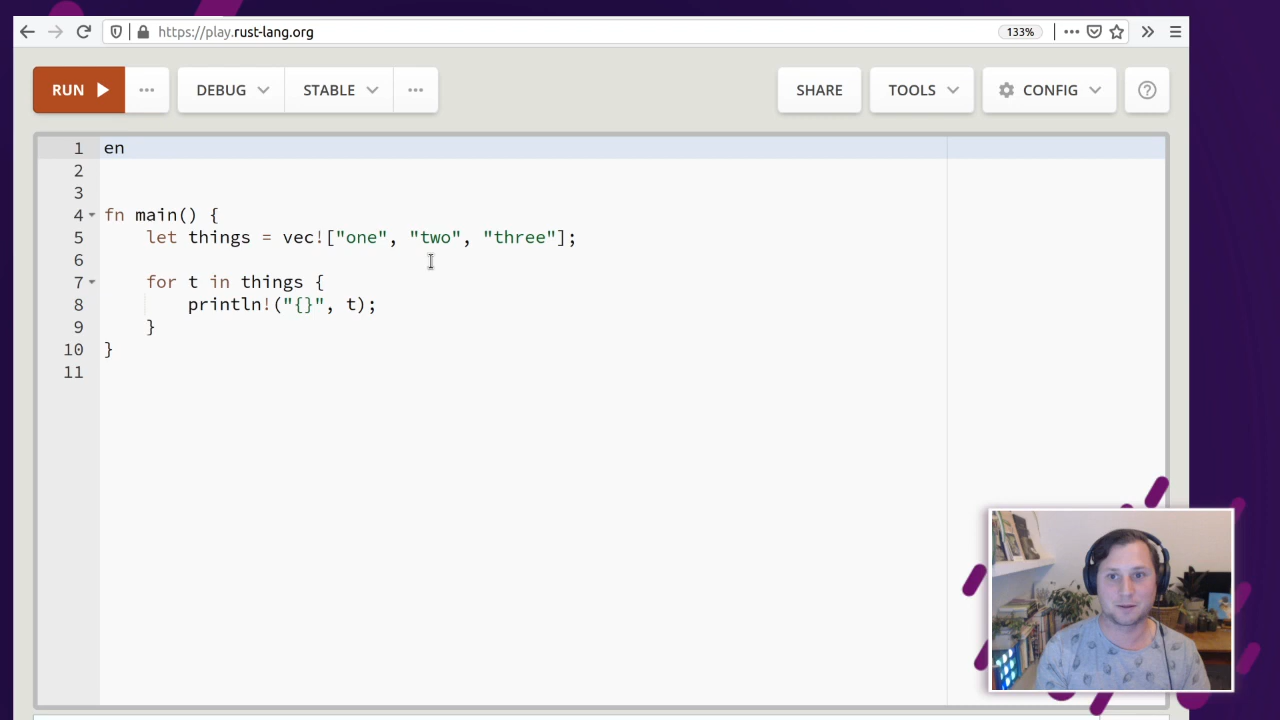 https://play.rust-lang.org 133%
RUN DEBUG STABLE SHARE TOOLS CONFIG
1 en
2
3
4 fn main() {
5 let things = vec!["one", "two", "three"];
6
7 for t in things {
8 println!("{}", t);
9 }
10 }
11